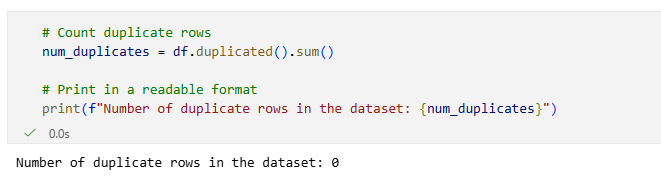 # Count duplicate rows
num_duplicates = df.duplicated().sum()
# Print in a readable format
print(f"Number of duplicate rows in the dataset: {num_duplicates}")
0.0s
Number of duplicate rows in the dataset: 0